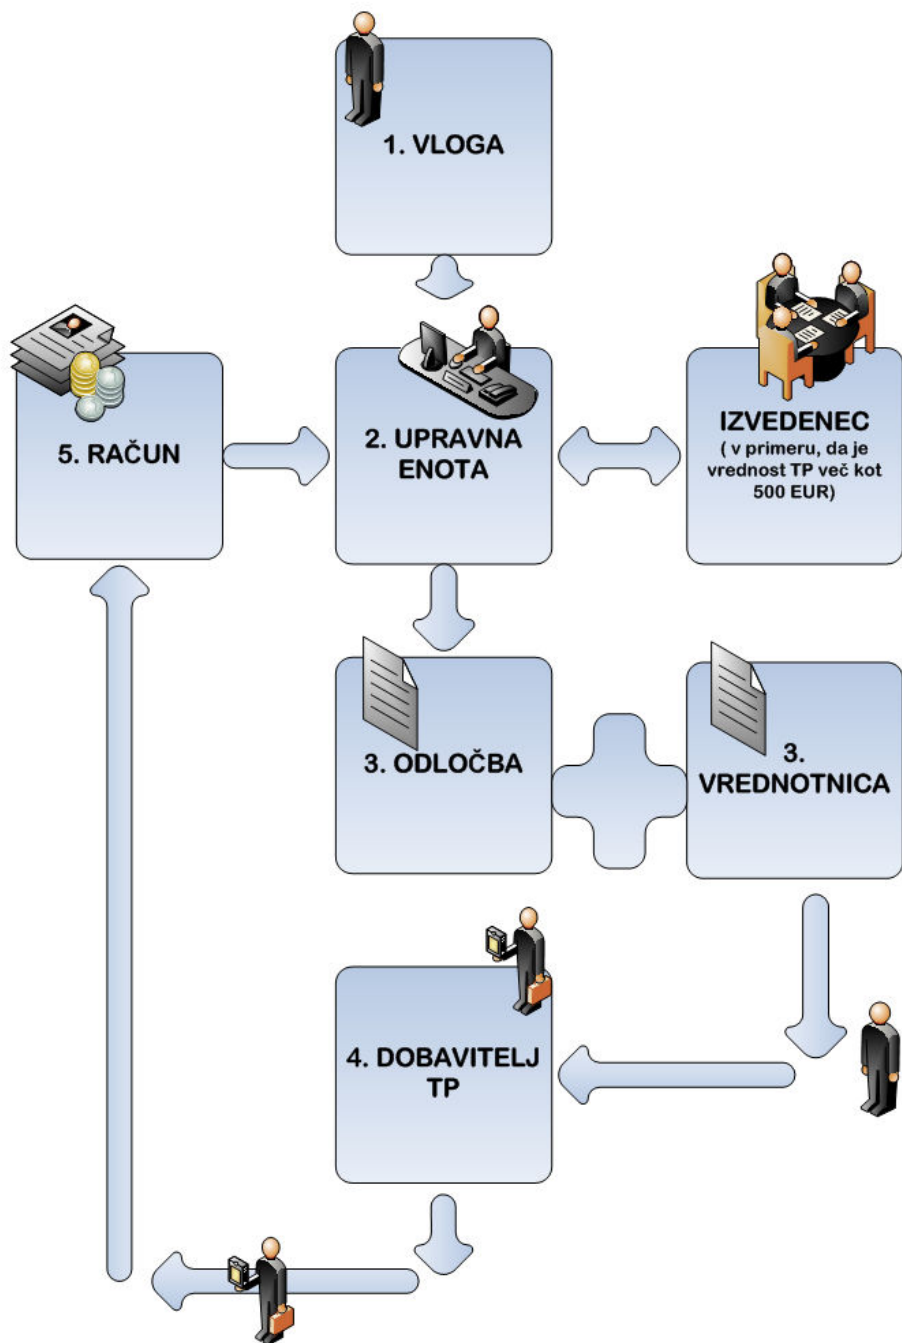 1. VLOGA
5. RAČUN
2. UPRAVNA
ENOTA
IZVEDENEC
( v primeru, da je
vrednost TP več kot
500 EUR)
3. ODLOČBA
3.
VREDNOTNICA
4. DOBAVITELJ
TP